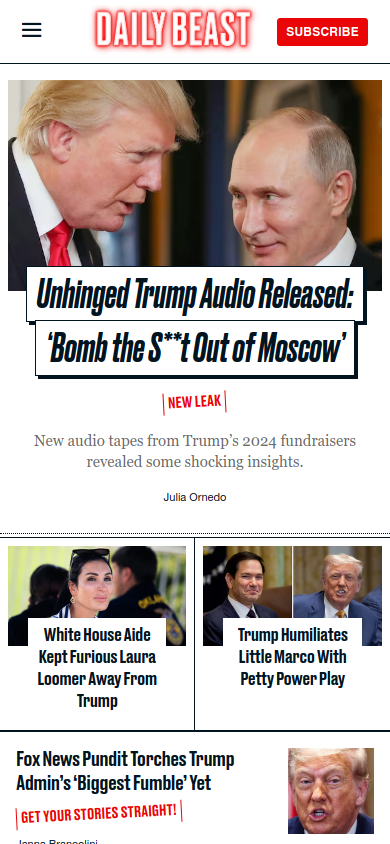 DAILY BEAST
SUBSCRIBE
Unhinged Trump Audio Released:
‘Bomb the S**t Out of Moscow’
NEW LEAK
New audio tapes from Trump’s 2024 fundraisers
revealed some shocking insights.
Julia Ornedo
White House Aide
Kept Furious Laura
Loomer Away From
Trump
Trump Humiliates
Little Marco With
Petty Power Play
Fox News Pundit Torches Trump
Admin’s ‘Biggest Fumble’ Yet
GET YOUR STORIES STRAIGHT!